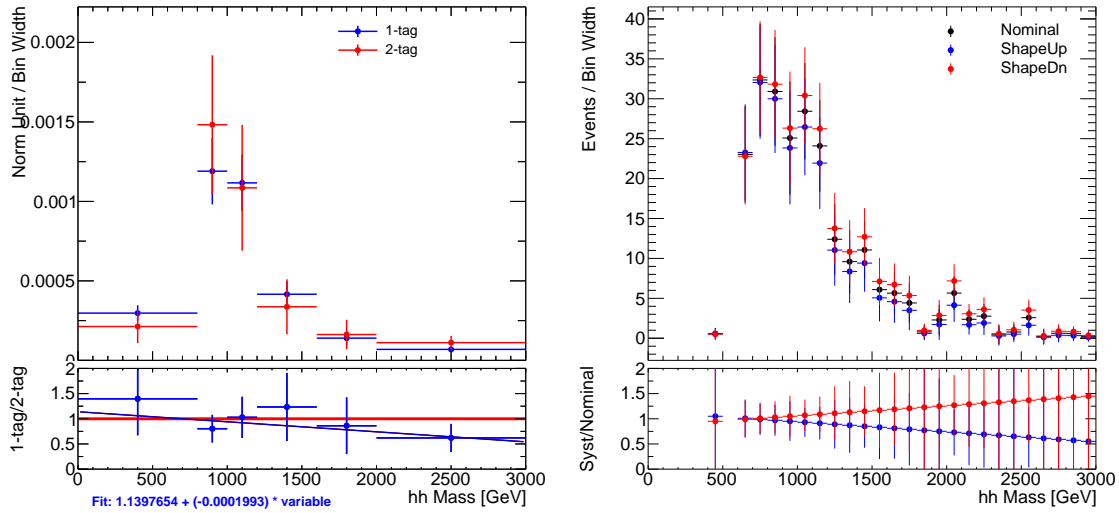 Norm Unit / Bin Width
0.002
0.0015
0.001
0.0005
0
1-tag
2-tag
1-tag/2-tag
2
1.5
1
0.5
0
0 500 1000 1500 2000 2500 3000
hh Mass [GeV]
Fit: 1.1397654 + (-0.0001993) * variable
Events / Bin Width
40
35
30
25
20
15
10
5
0
Nominal
ShapeUp
ShapeDn
Syst/Nominal
2
1.5
1
0.5
0
0 500 1000 1500 2000 2500 3000
hh Mass [GeV]